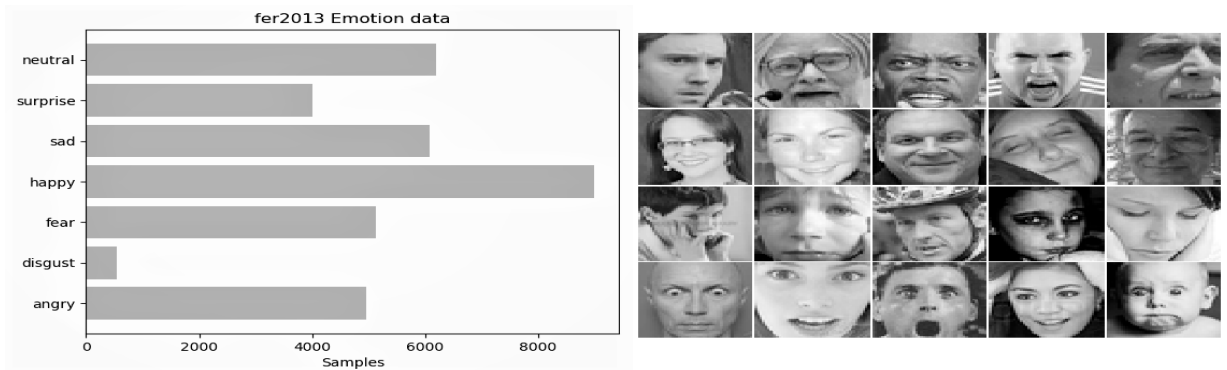 fer2013 Emotion data
neutral
surprise
sad
happy
fear
disgust
angry
0 2000 4000 6000 8000
Samples